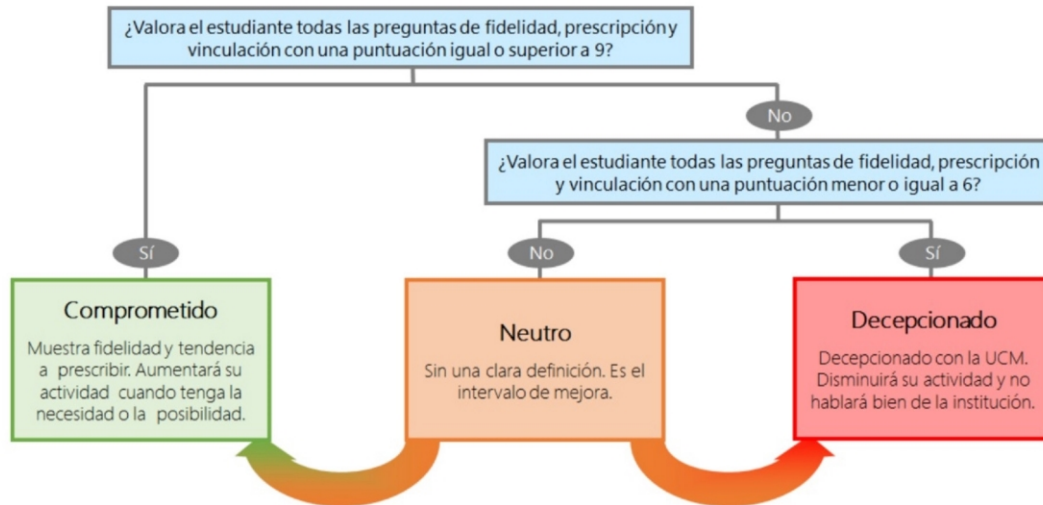 ¿Valora el estudiante todas las preguntas de fidelidad, prescripción y
vinculación con una puntuación igual o superior a 9?
No
¿Valora el estudiante todas las preguntas de fidelidad, prescripción
y vinculación con una puntuación menor o igual a 6?
Sí
No
Sí
Comprometido
Muestra fidelidad y tendencia
a prescribir. Aumentará su
actividad cuando tenga la
necesidad o la posibilidad.
Neutro
Sin una clara definición. Es el
intervalo de mejora.
Decepcionado
Decepcionado con la UCM.
Disminuirá su actividad y no
hablará bien de la institución.